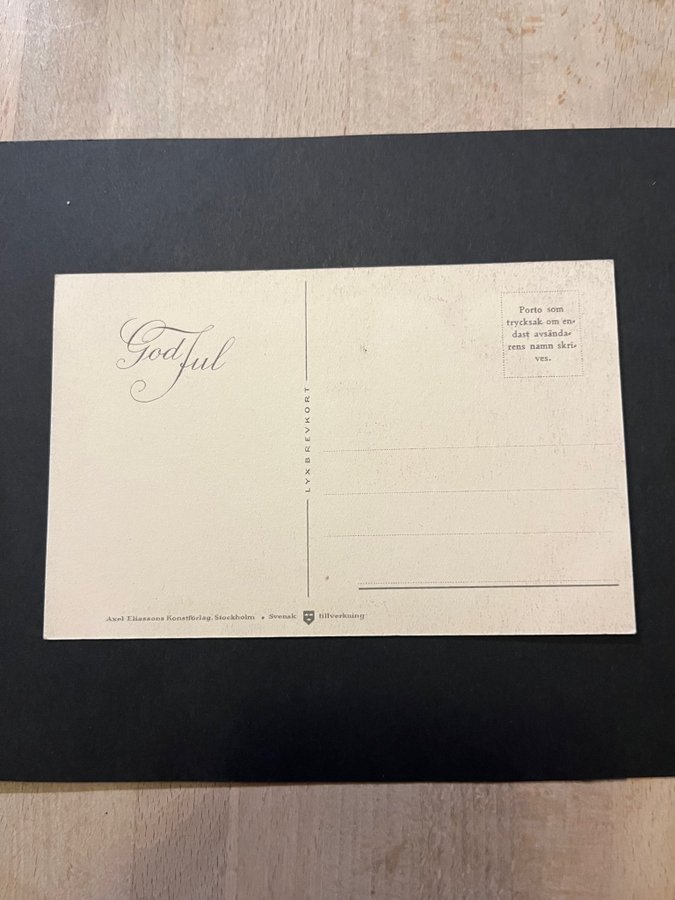 God Jul
Porto som
trycksak om en-
dast avsända-
rens namn skri-
ves.
LYXBREVKORT
Axel Eliassons Konstförlag, Stockholm • Svensk tillverkning